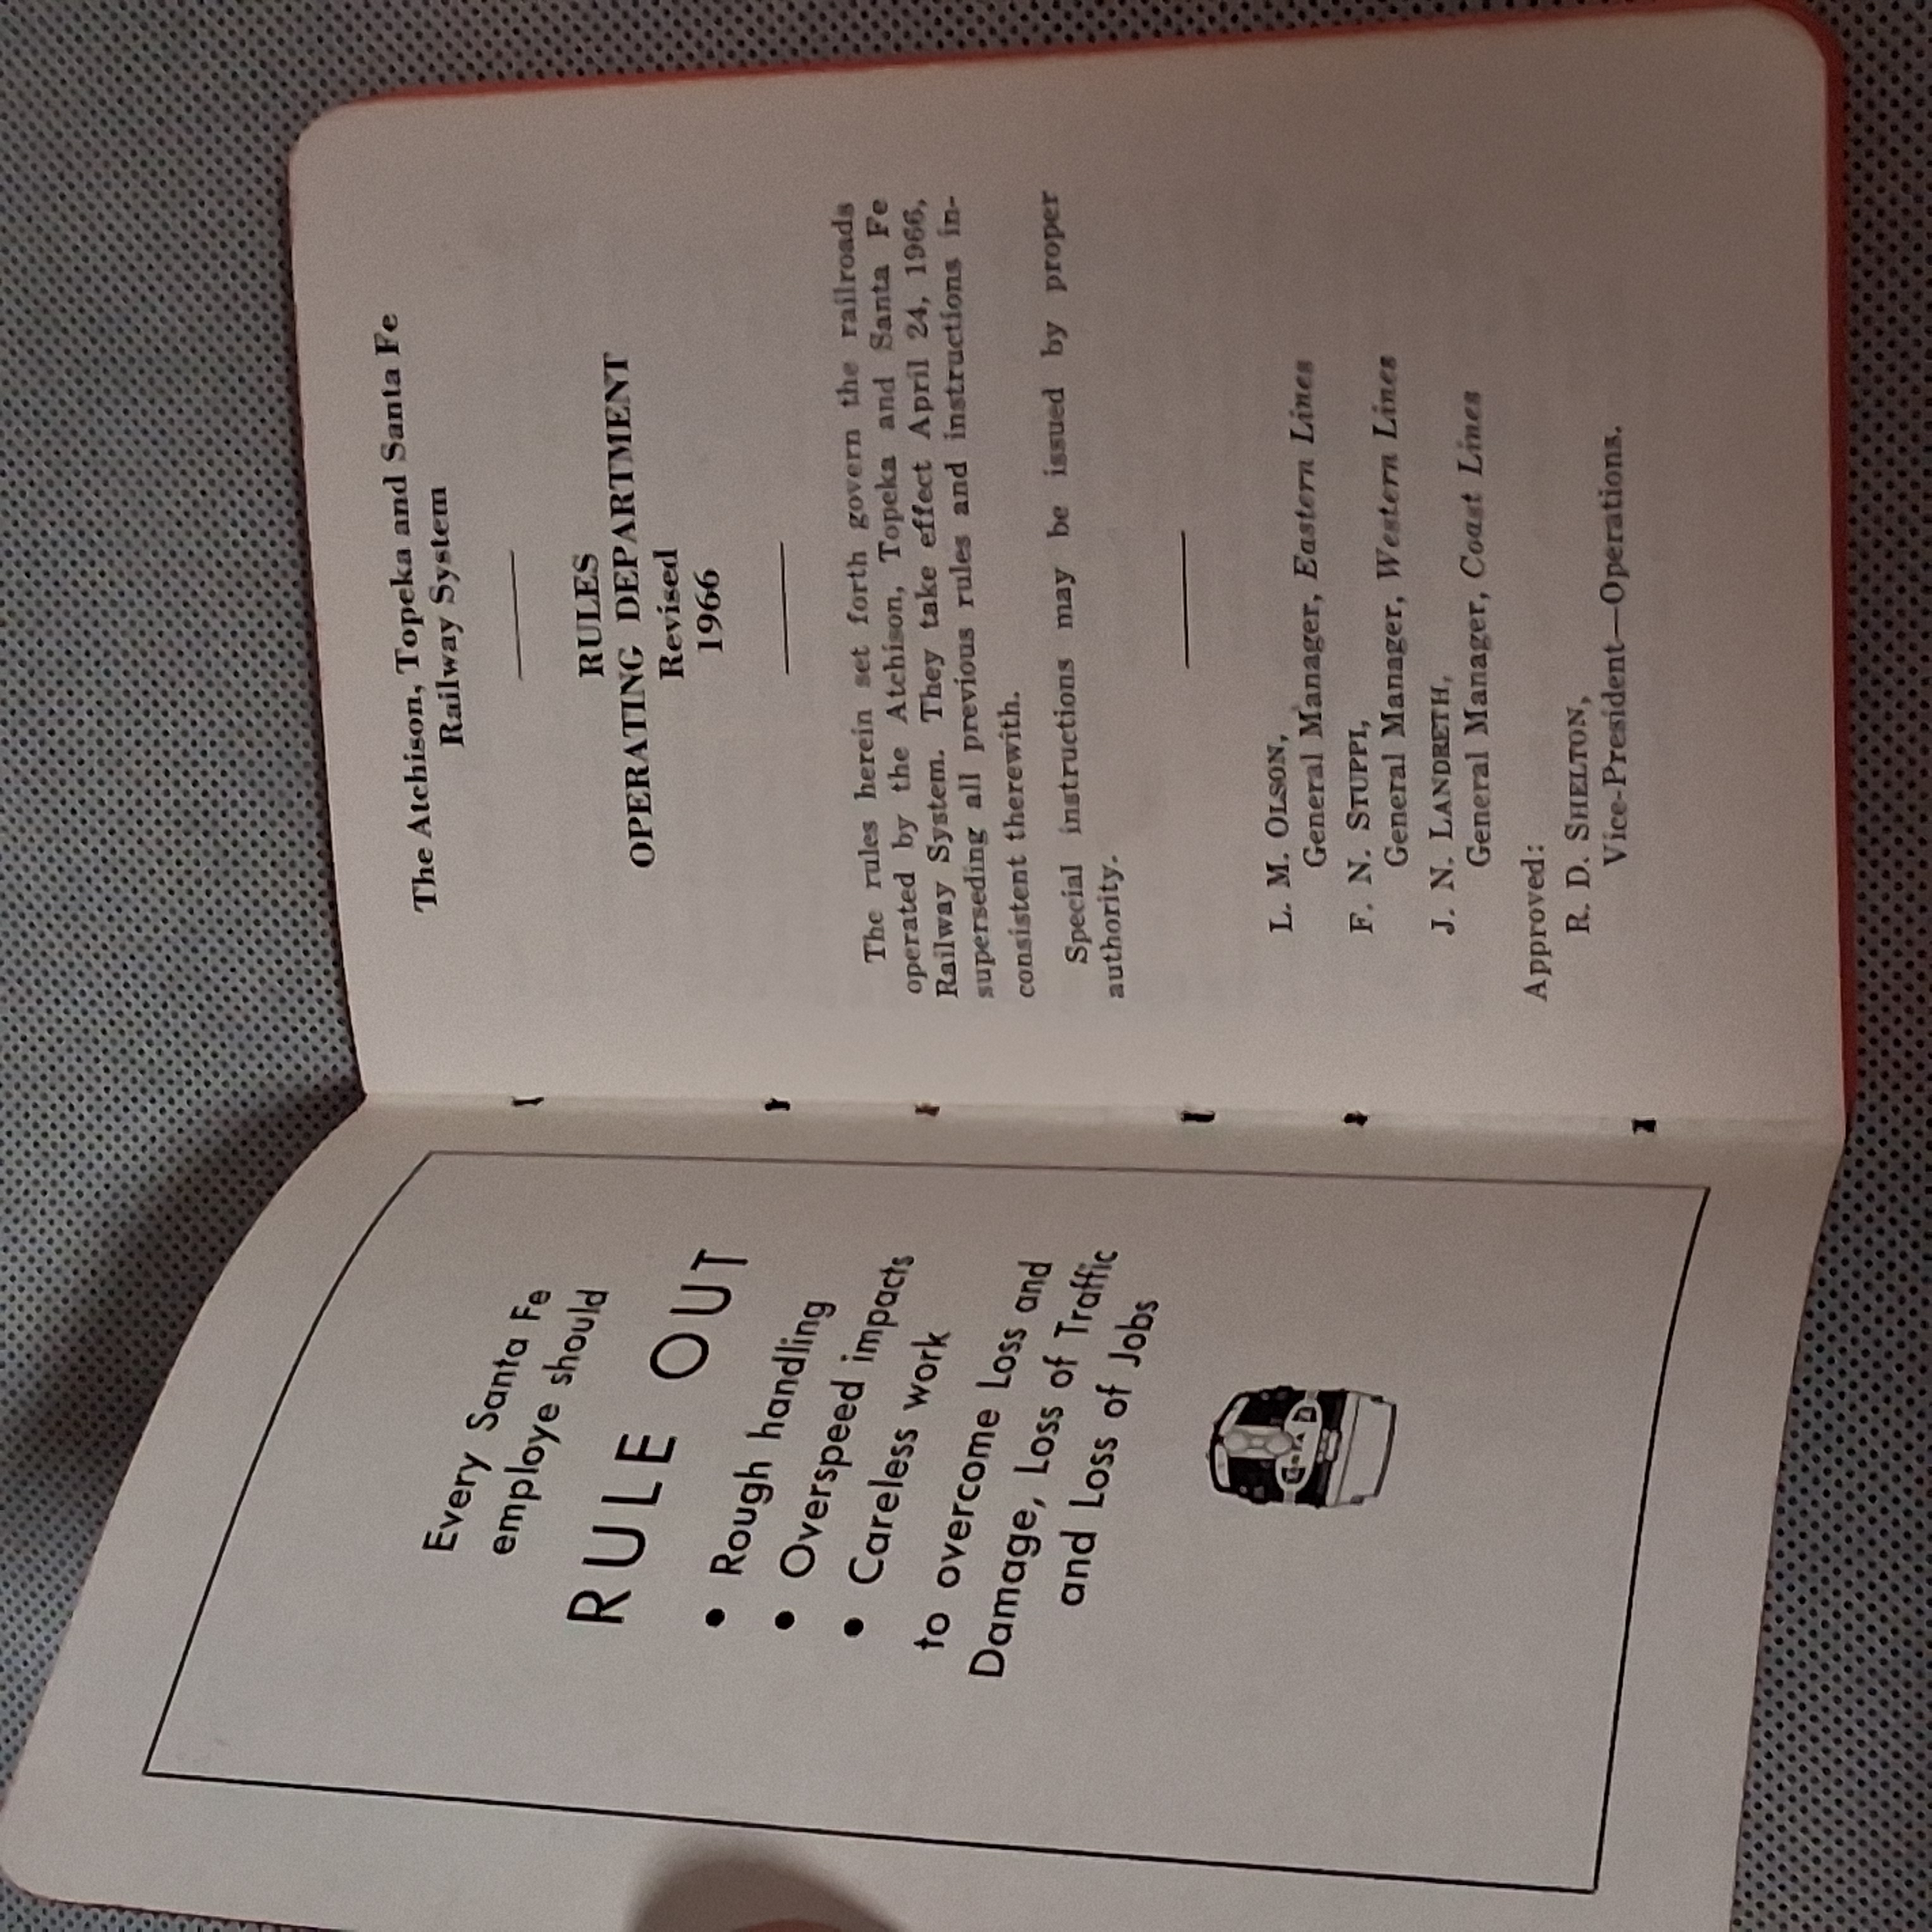 Every Santa Fe
employe should
RULE OUT
• Rough handling
• Overspeed impacts
• Careless work
to overcome Loss and
Damage, Loss of Traffic
and Loss of Jobs
The Atchison, Topeka and Santa Fe
Railway System
RULES
OPERATING DEPARTMENT
Revised
1966
The rules herein set forth govern the railroads
operated by the Atchison, Topeka and Santa Fe
Railway System. They take effect April 24, 1966,
superseding all previous rules and instructions in-
consistent therewith.
Special instructions may be issued by proper
authority.
L. M. OLSON,
General Manager, Eastern Lines
F. N. STUPPI,
General Manager, Western Lines
J. N. LANDRETH,
General Manager, Coast Lines
Approved:
R. D. SHELTON,
Vice-President—Operations.